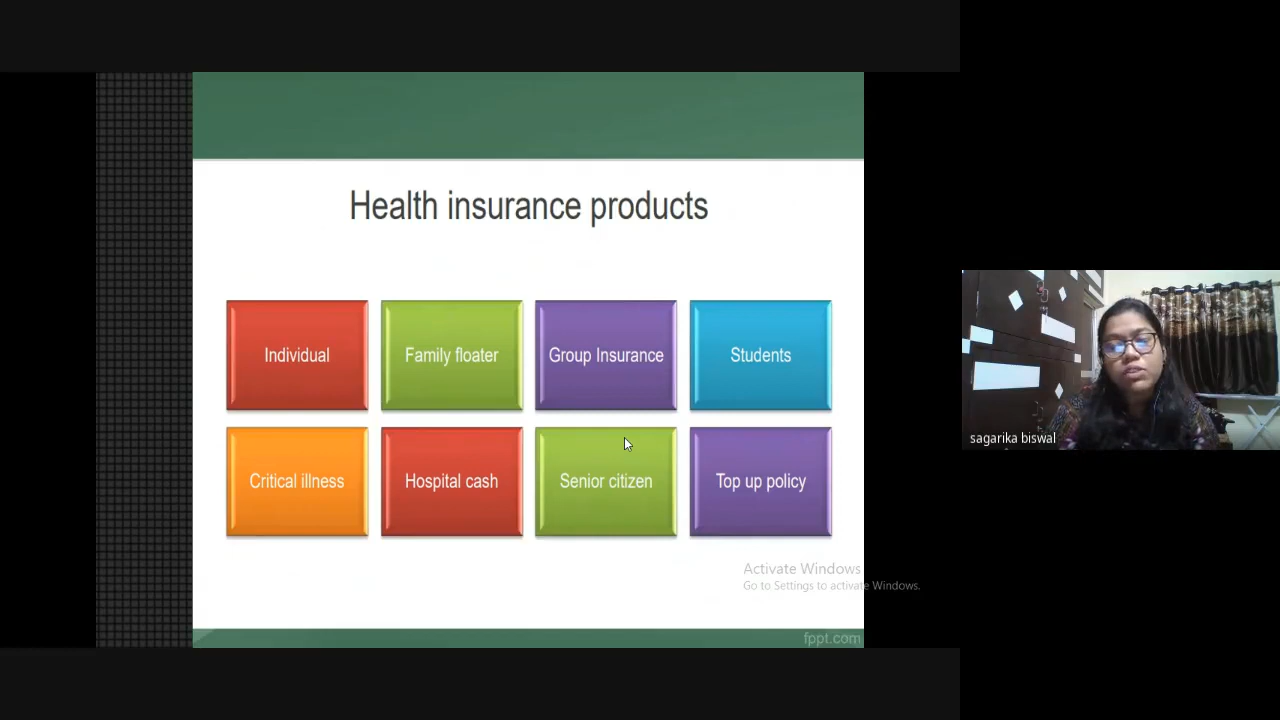 Health insurance products
Individual
Family floater
Group Insurance
Students
Critical illness
Hospital cash
Senior citizen
Top up policy
Activate Windows
Go to Settings to activate Windows.
fppt.com
sagarika biswal